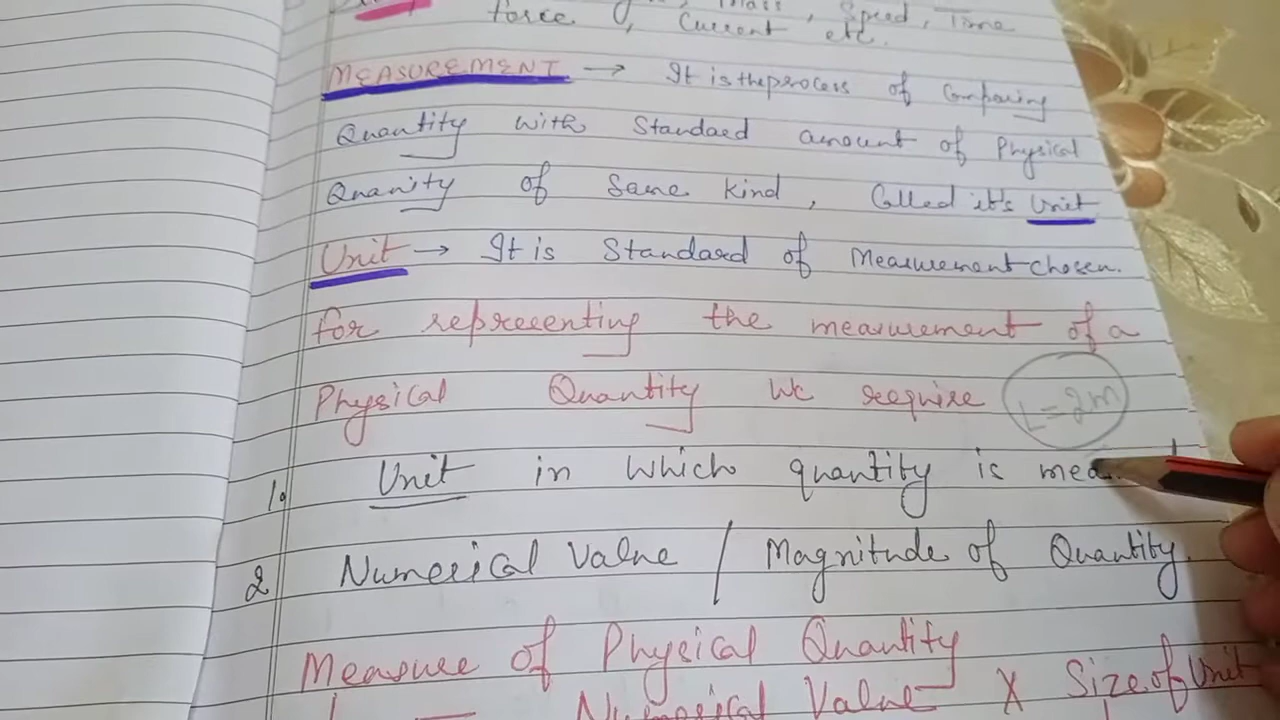 force. Mass, Speed, Time
Current etc.
MEASUREMENT → It is the process of Comparing
Quantity with Standard amount of Physical
Quanity of Same kind, Called it's Unit
Unit → It is Standard of Measurement chosen.
for representing the measurement of a
Physical Quantity We require L = 2m
1. Unit in which quantity is
2 Numerical Value / Magnitude of Quantity.
Measure of Physical Quantity
Numerical Value X Size of Unit